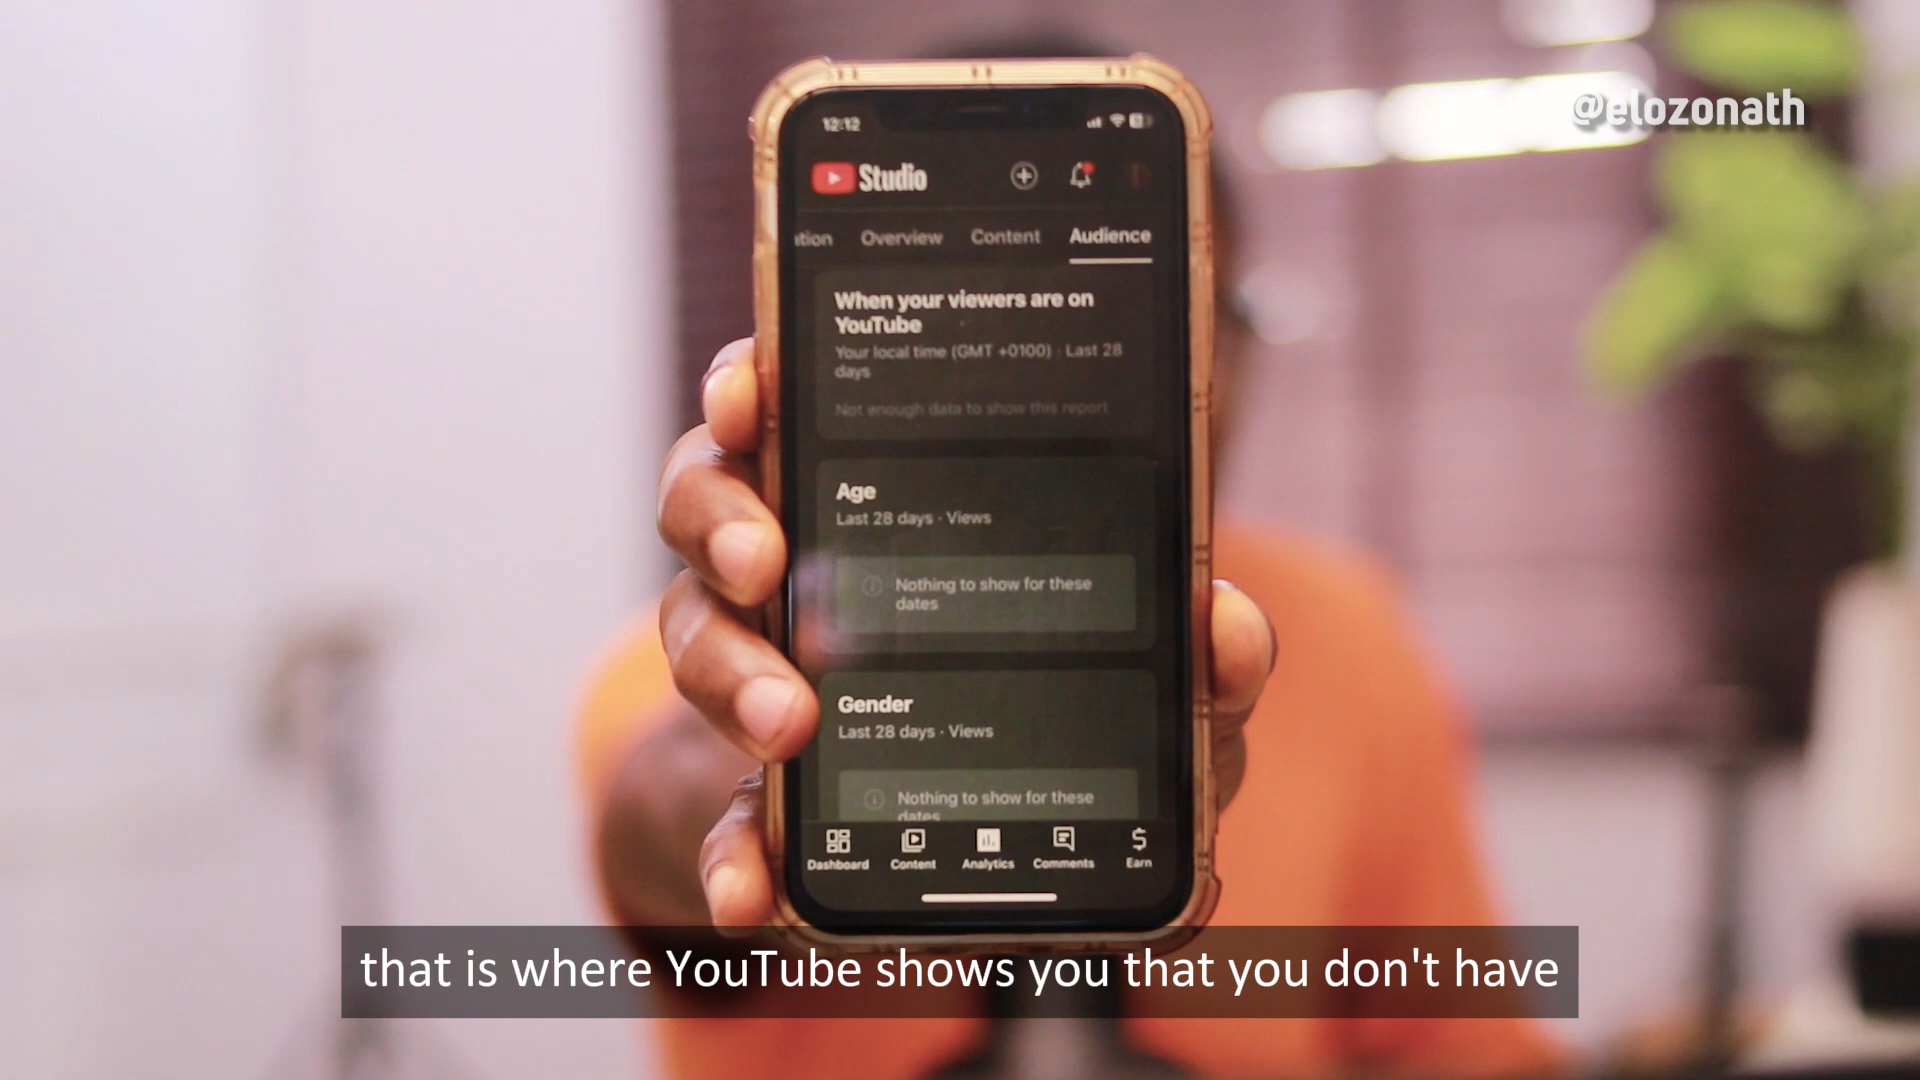 @elozonath
12:12
Studio
ation
Overview
Content
Audience
When your viewers are on
YouTube
Your local time (GMT +0100) · Last 28
days
Not enough data to show this report
Age
Last 28 days · Views
Nothing to show for these
dates
Gender
Last 28 days · Views
Nothing to show for these
dates
Dashboard
Content
Analytics
Comments
Earn
that is where YouTube shows you that you don't have